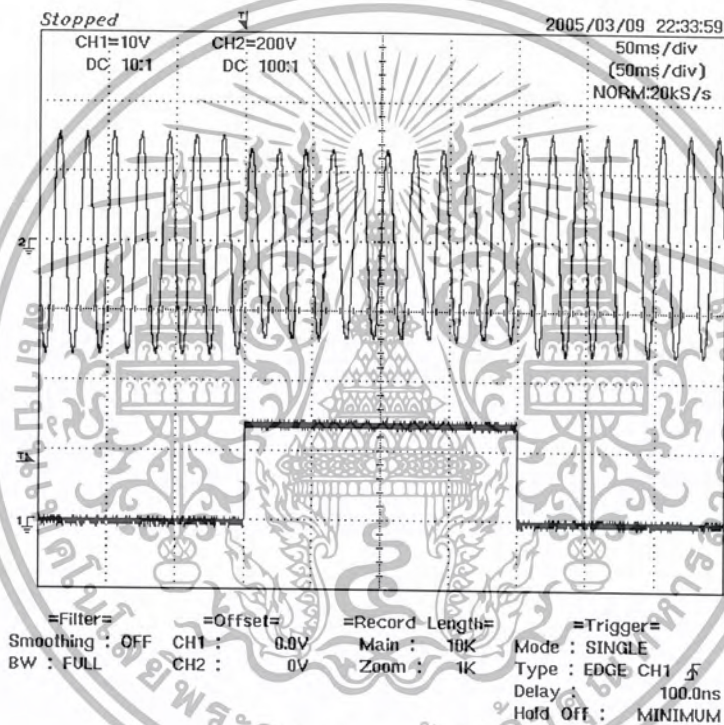 Stopped
2005/03/09 22:33:59
CH1=10V
DC 10:1
CH2=200V
DC 100:1
50ms/div
(50ms/div)
NORM:20kS/s
T
2
T
1
=Filter=
Smoothing : OFF
BW : FULL
=Offset=
CH1 : 0.0V
CH2 : 0V
=Record Length=
Main : 10K
Zoom : 1K
=Trigger=
Mode : SINGLE
Type : EDGE CH1
Delay : 100.0ns
Hold Off : MINIMUM